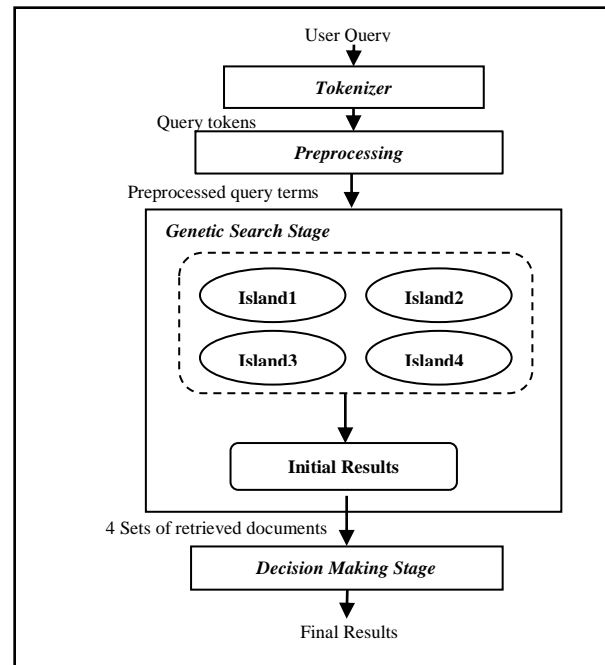 User Query
Tokenizer
Query tokens
Preprocessing
Preprocessed query terms
Genetic Search Stage
Island1
Island2
Island3
Island4
Initial Results
4 Sets of retrieved documents
Decision Making Stage
Final Results